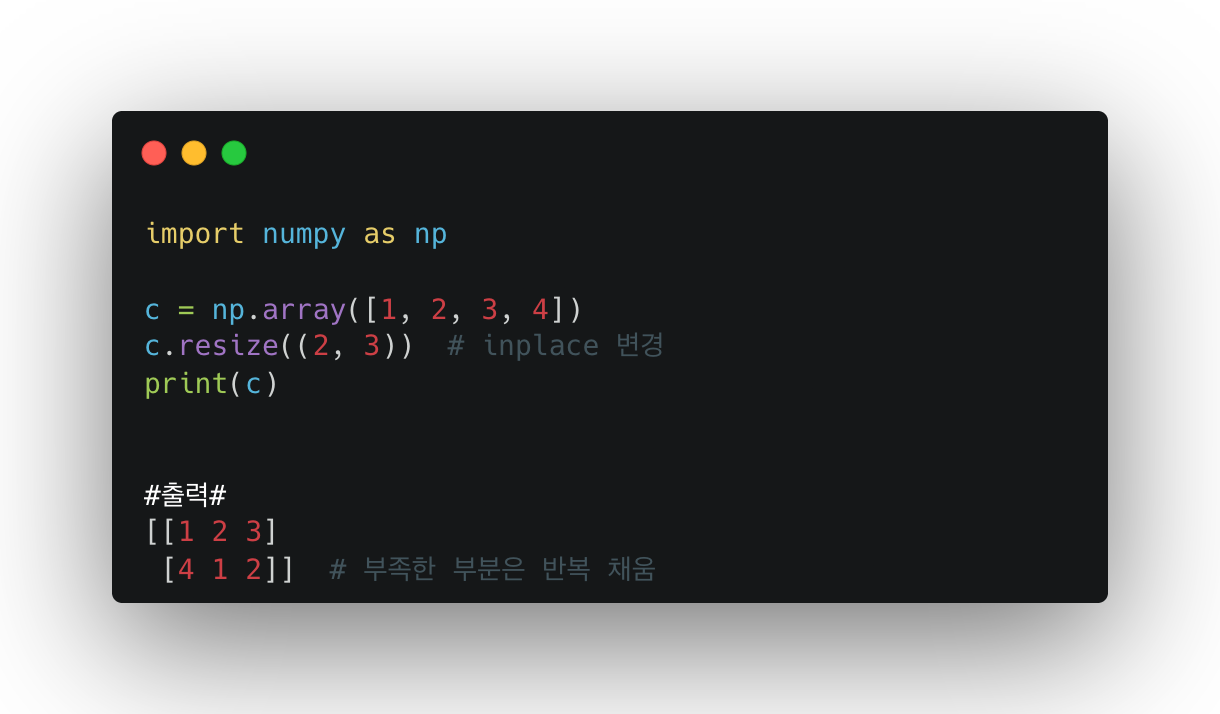 import numpy as np
c = np.array([1, 2, 3, 4])
c.resize((2, 3))  # inplace 변경
print(c)
#출력#
[[1 2 3]
 [4 1 2]]  # 부족한 부분은 반복 채움